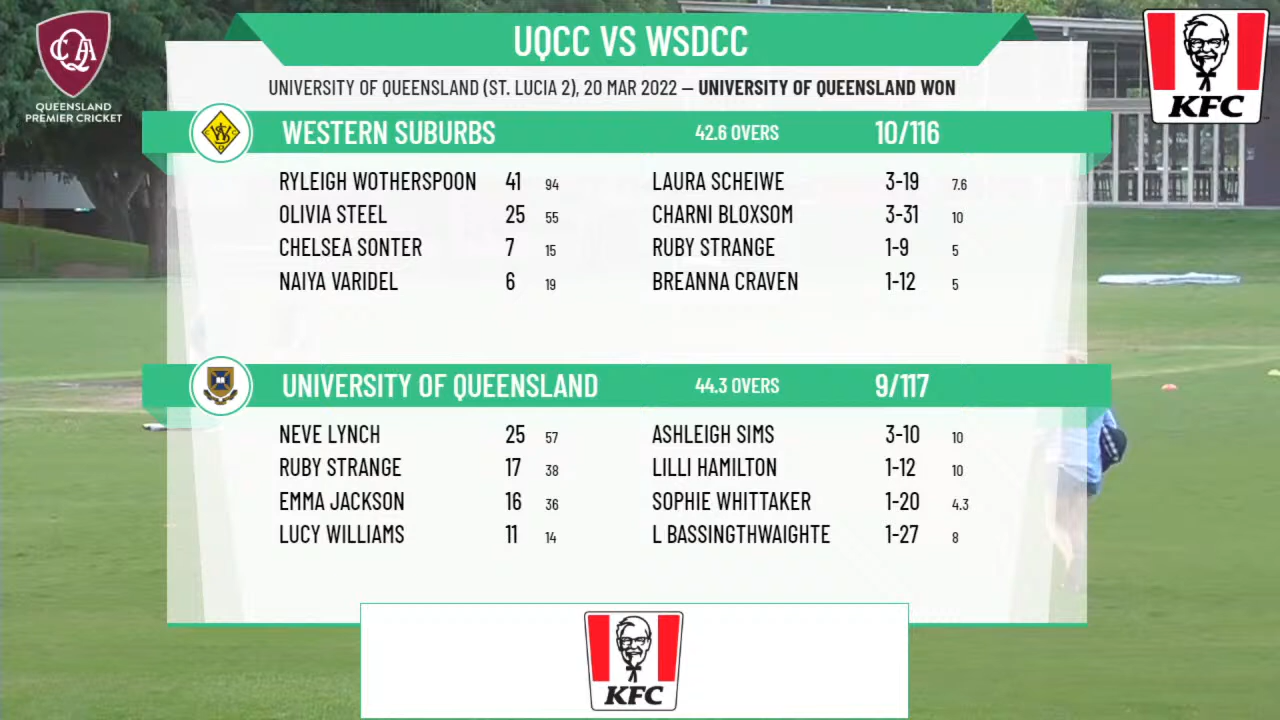 UQCC VS WSDCC
QUEENSLAND
PREMIER CRICKET
KFC
UNIVERSITY OF QUEENSLAND (ST. LUCIA 2), 20 MAR 2022 – UNIVERSITY OF QUEENSLAND WON
WESTERN SUBURBS 42.6 OVERS 10/116
RYLEIGH WOTHERSPOON 41 94 LAURA SCHEIWE 3-19 7.6
OLIVIA STEEL 25 55 CHARNI BLOXSOM 3-31 10
CHELSEA SONTER 7 15 RUBY STRANGE 1-9 5
NAIYA VARIDEL 6 19 BREANNA CRAVEN 1-12 5
UNIVERSITY OF QUEENSLAND 44.3 OVERS 9/117
NEVE LYNCH 25 57 ASHLEIGH SIMS 3-10 10
RUBY STRANGE 17 38 LILLI HAMILTON 1-12 10
EMMA JACKSON 16 36 SOPHIE WHITTAKER 1-20 4.3
LUCY WILLIAMS 11 14 L BASSINGTHWAIGHTE 1-27 8
KFC